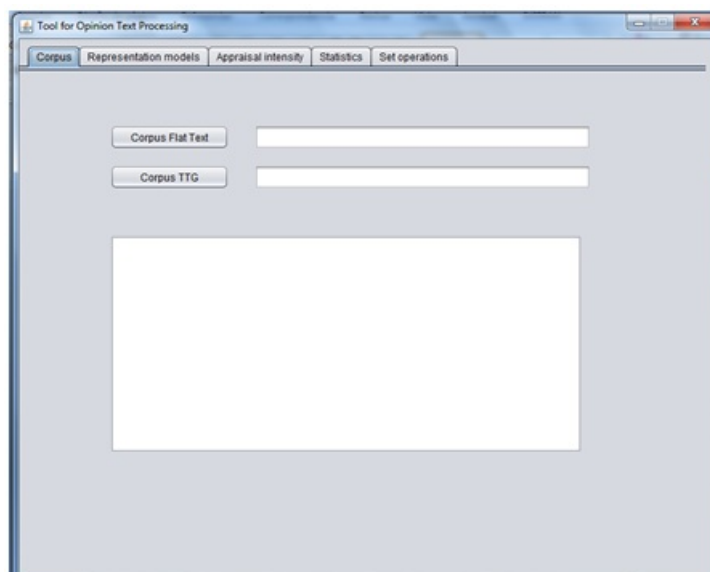 Tool for Opinion Text Processing
Corpus Representation models Appraisal intensity Statistics Set operations
Corpus Flat Text
Corpus TTG